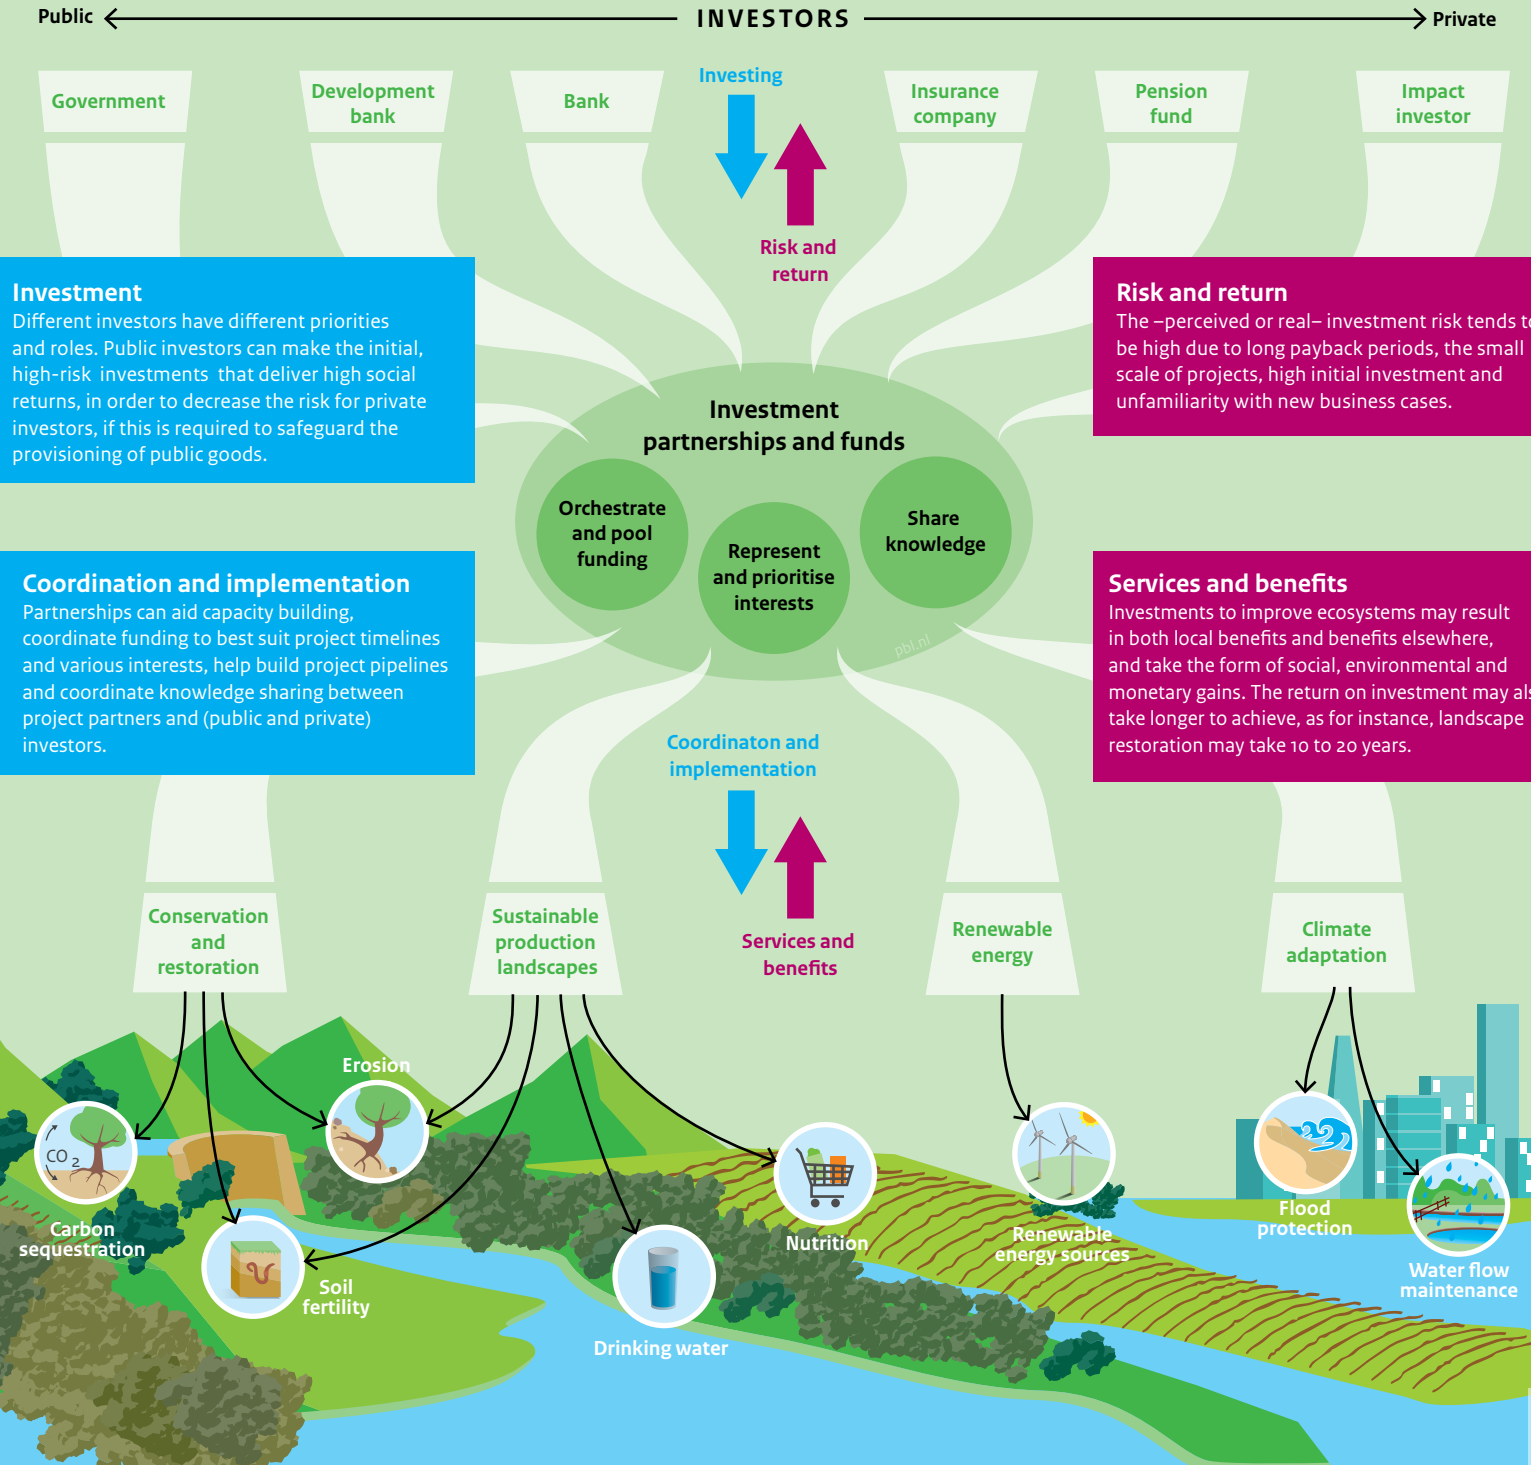 Public
INVESTORS
Private
Government
Development
bank
Bank
Investing
Insurance
company
Pension
fund
Impact
investor
Risk and
return
Investment
Different investors have different priorities
and roles. Public investors can make the initial,
high-risk investments that deliver high social
returns, in order to decrease the risk for private
investors, if this is required to safeguard the
provisioning of public goods.
Risk and return
The –perceived or real– investment risk tends to
be high due to long payback periods, the small
scale of projects, high initial investment and
unfamiliarity with new business cases.
Investment
partnerships and funds
Orchestrate
and pool
funding
Represent
and prioritise
interests
Share
knowledge
pbl.nl
Coordination and implementation
Partnerships can aid capacity building,
coordinate funding to best suit project timelines
and various interests, help build project pipelines
and coordinate knowledge sharing between
project partners and (public and private)
investors.
Services and benefits
Investments to improve ecosystems may result
in both local benefits and benefits elsewhere,
and take the form of social, environmental and
monetary gains. The return on investment may als
take longer to achieve, as for instance, landscape
restoration may take 10 to 20 years.
Coordinaton and
implementation
Services and
benefits
Conservation
and
restoration
Sustainable
production
landscapes
Renewable
energy
Climate
adaptation
Erosion
CO 2
Carbon
sequestration
Soil
fertility
Drinking water
Nutrition
Renewable
energy sources
Flood
protection
Water flow
maintenance